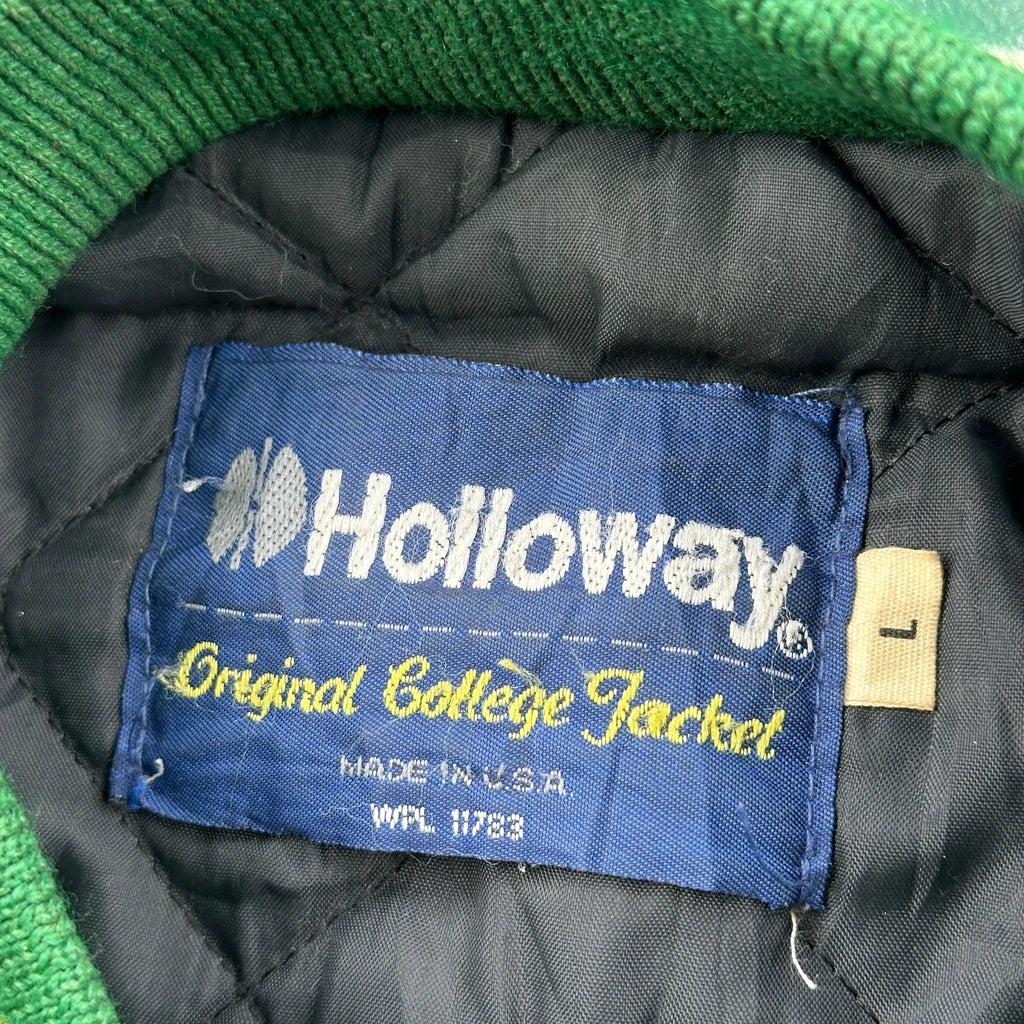 Holloway®
Original College Jacket
MADE IN U.S.A.
WPL 11783
L